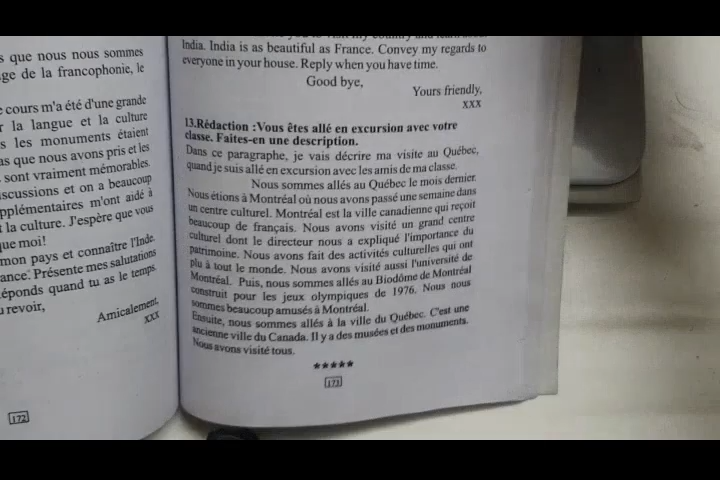 s que nous nous sommes
ge de la francophonie, le
cours m'a été d'une grande
r la langue et la culture
s les monuments étaient
as que nous avons pris et les
sont vraiment mémorables.
scussions et on a beaucoup
pplémentaires m'ont aidé à
t la culture. J'espère que vous
que moi!
mon pays et connaître l'Inde.
ance. Présente mes salutations
éponds quand tu as le temps.
u revoir,
Amicalement,
xxx
172
to visit my country and learn
India. India is as beautiful as France. Convey my regards to
everyone in your house. Reply when you have time.
Good bye,
Yours friendly,
xxx
13.Rédaction :Vous êtes allé en excursion avec votre
classe. Faites-en une description.
Dans ce paragraphe, je vais décrire ma visite au Québec,
quand je suis allé en excursion avec les amis de ma classe.
Nous sommes allés au Québec le mois dernier.
Nous étions à Montréal où nous avons passé une semaine dans
un centre culturel. Montréal est la ville canadienne qui reçoit
beaucoup de français. Nous avons visité un grand centre
culturel dont le directeur nous a expliqué l'importance du
patrimoine. Nous avons fait des activités culturelles qui ont
plu à tout le monde. Nous avons visité aussi l'université de
Montréal. Puis, nous sommes allés au Biodôme de Montréal
construit pour les jeux olympiques de 1976. Nous nous
sommes beaucoup amusés à Montréal.
Ensuite, nous sommes allés à la ville du Québec. C'est une
ancienne ville du Canada. Il y a des musées et des monuments.
Nous avons visité tous.
*****
173